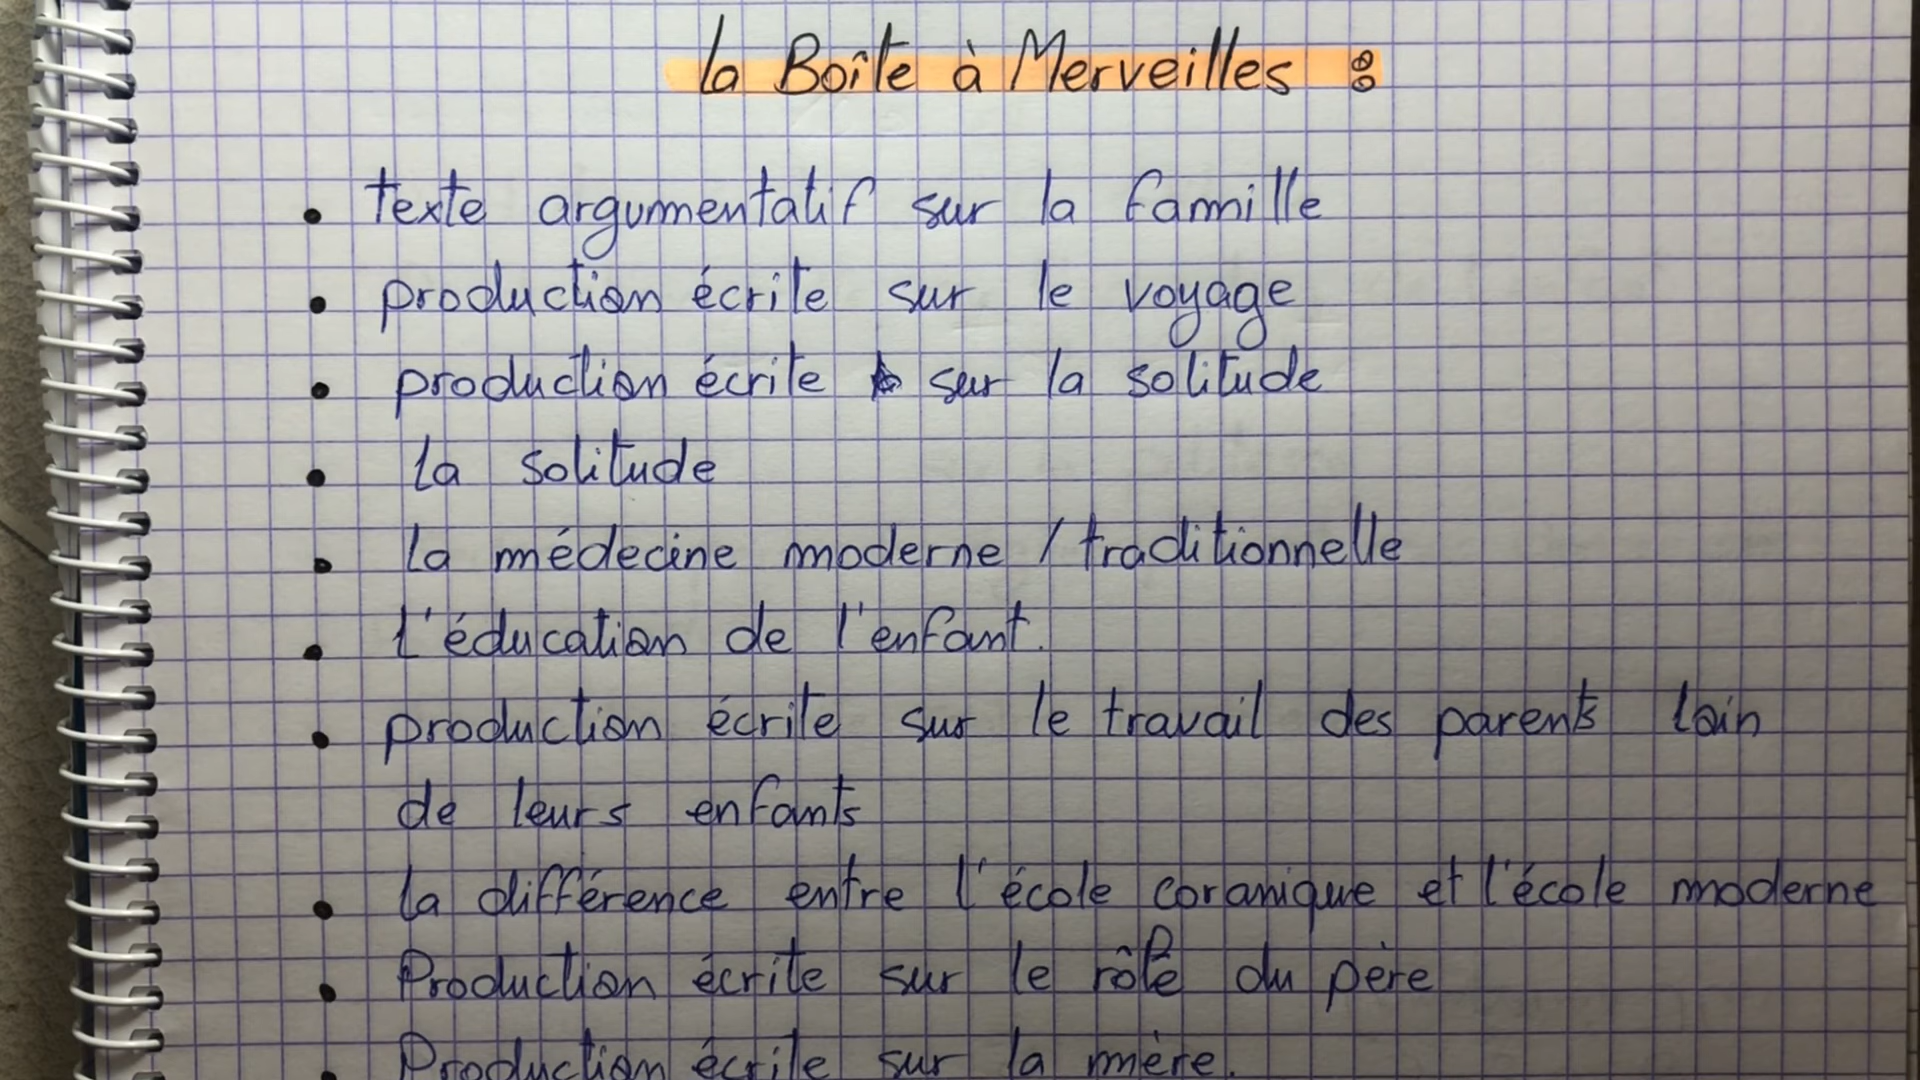 la Boîte à Merveilles :
• texte argumentatif sur la famille
• production écrite sur le voyage
• production écrite sur la solitude
• la solitude
• la médecine moderne / traditionnelle
• l'éducation de l'enfant.
• production écrite sur le travail des parents loin
de leurs enfants
• la différence entre l'école coranique et l'école moderne
• Production écrite sur le rôle du père
• Production écrite sur la mère.